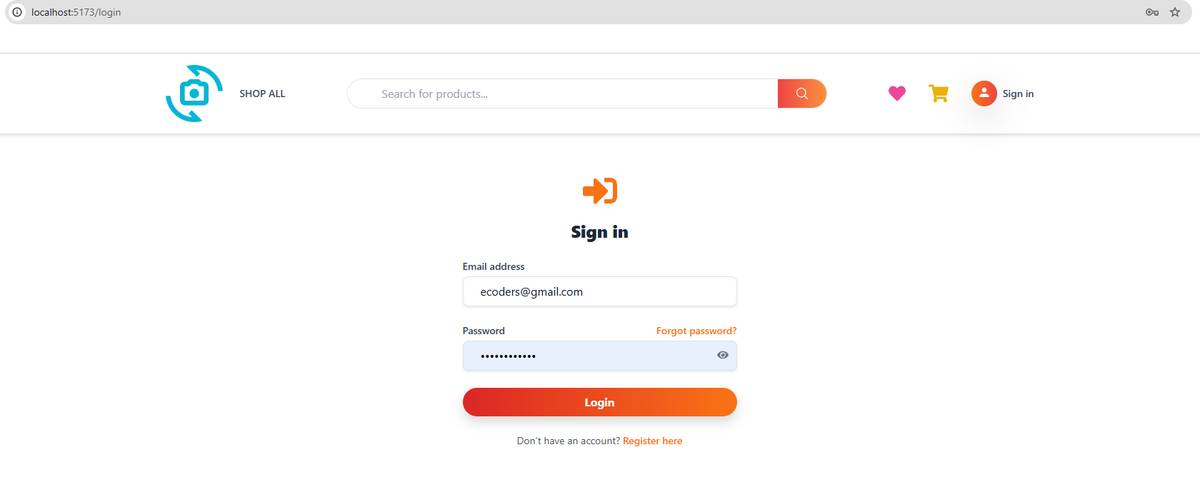 localhost:5173/login
SHOP ALL
Search for products...
Sign in
Sign in
Email address
ecoders@gmail.com
Password Forgot password?
••••••••••••
Login
Don't have an account? Register here